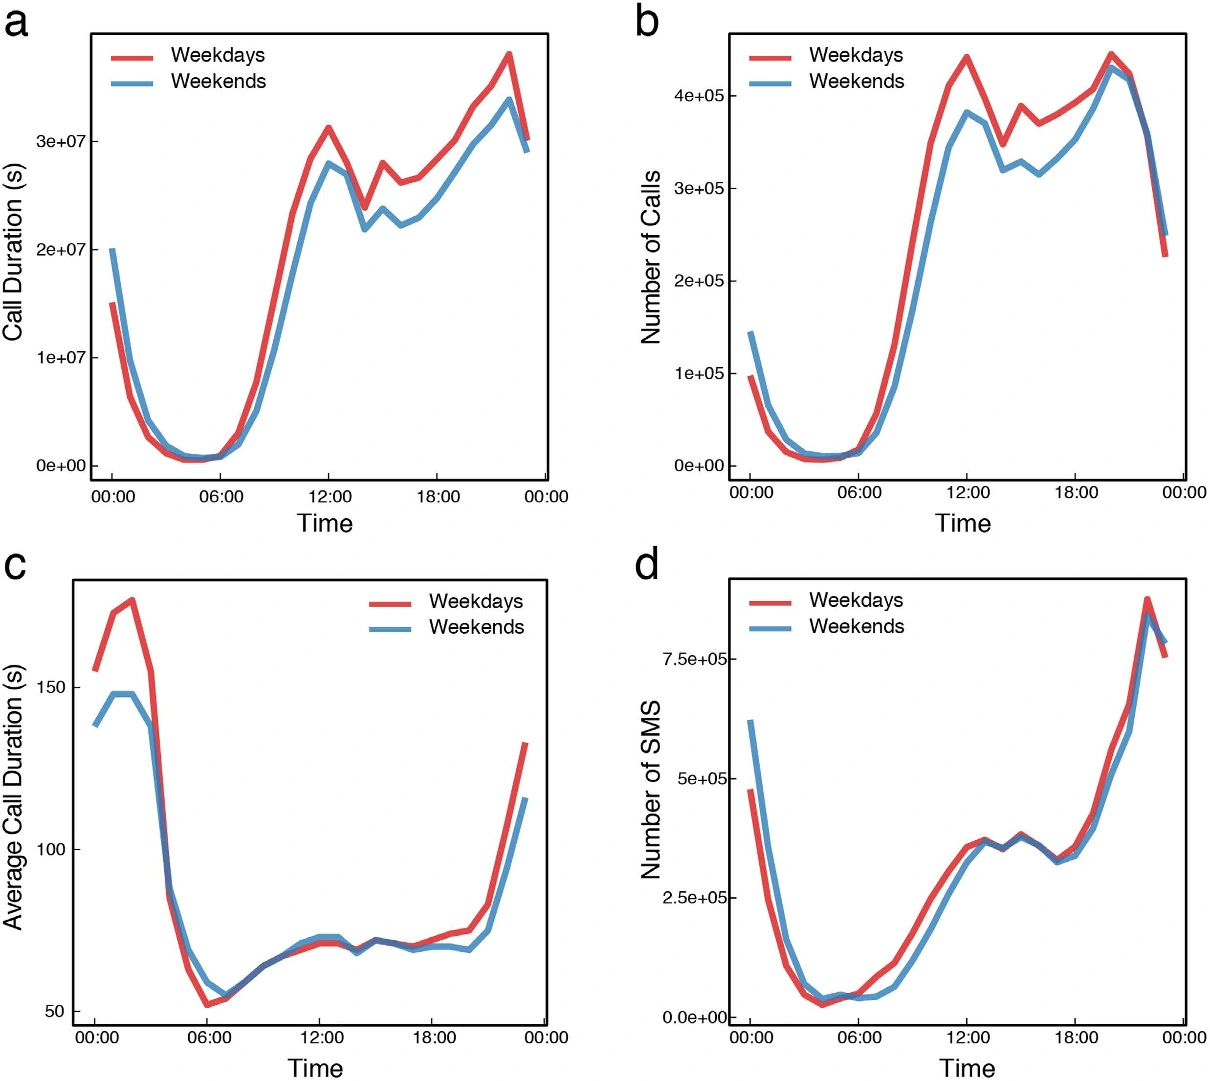 a
Weekdays
Weekends
Call Duration (s)
3e+07
2e+07
1e+07
0e+00
00:00 06:00 12:00 18:00 00:00
Time
b
Weekdays
Weekends
Number of Calls
4e+05
3e+05
2e+05
1e+05
0e+00
00:00 06:00 12:00 18:00 00:00
Time
c
Weekdays
Weekends
Average Call Duration (s)
150
100
50
00:00 06:00 12:00 18:00 00:00
Time
d
Weekdays
Weekends
Number of SMS
7.5e+05
5e+05
2.5e+05
0.0e+00
00:00 06:00 12:00 18:00 00:00
Time